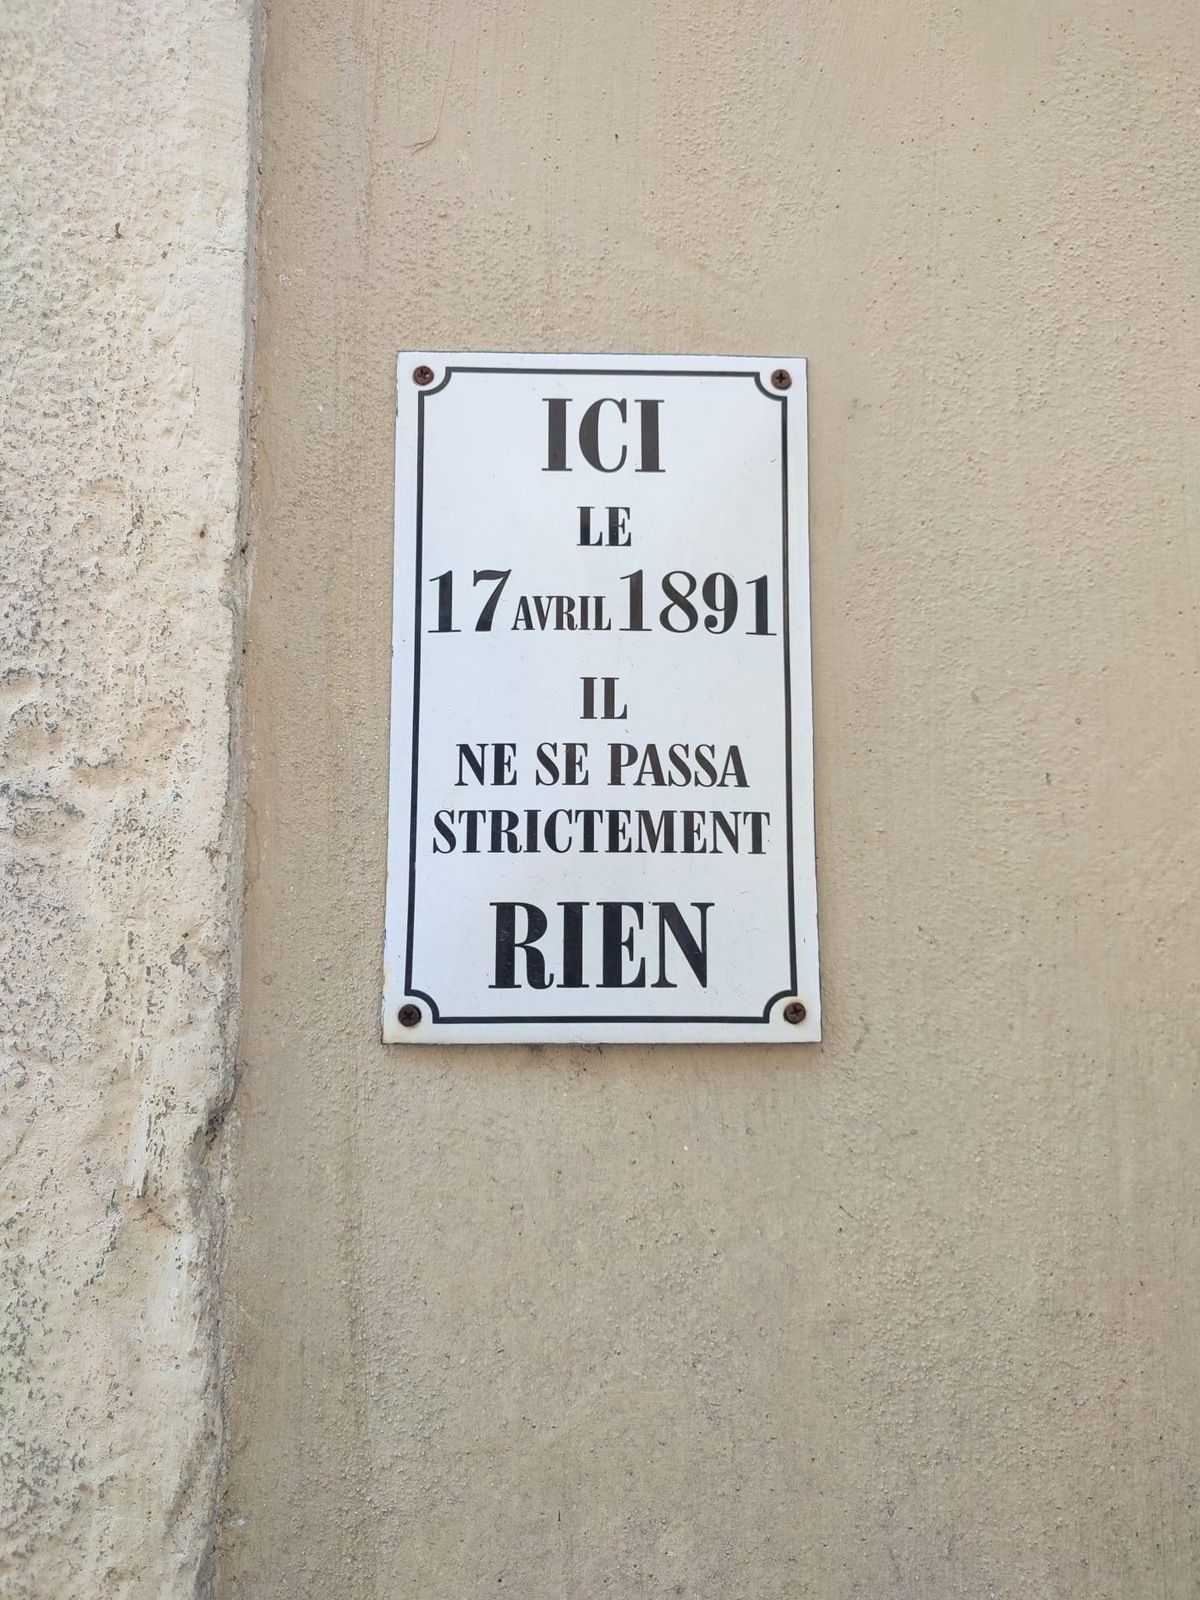 ICI
LE
17 AVRIL 1891
IL
NE SE PASSA
STRICTEMENT
RIEN